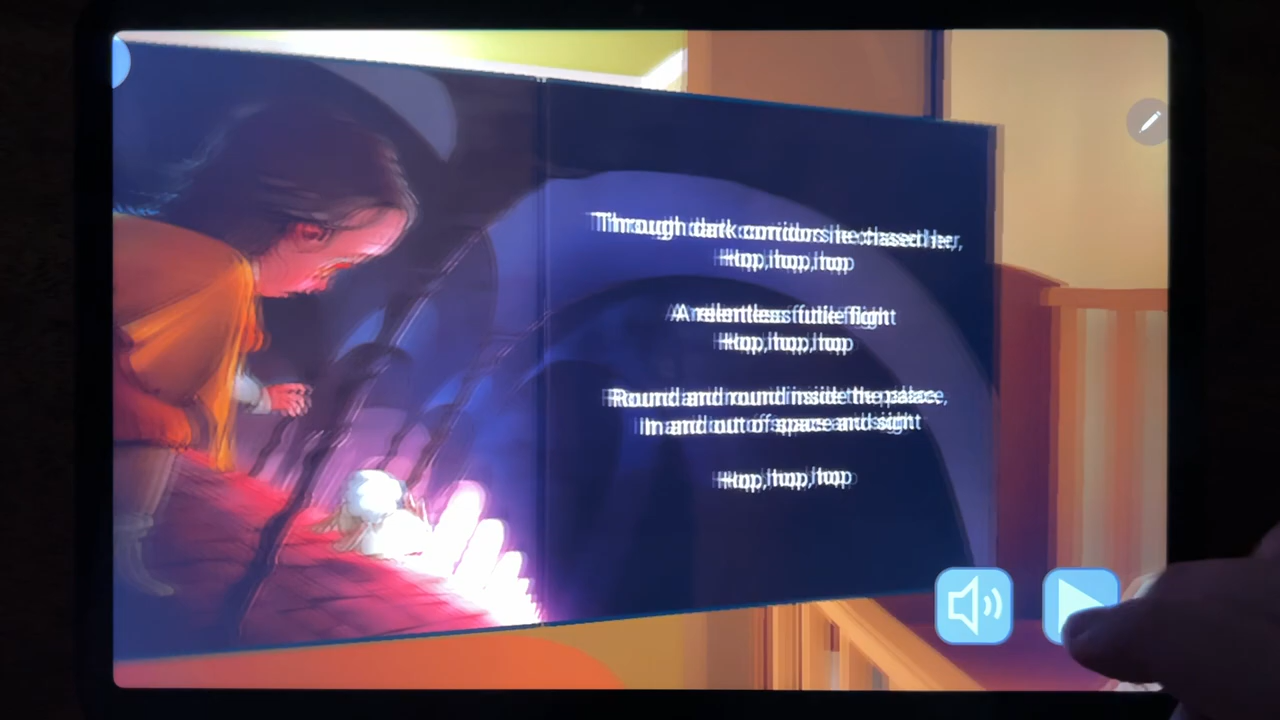 Through dark corridors he chased her,
Hop, hop, hop
A relentless futile flight
Hop, hop, hop
Round and round inside the palace,
In and out of space and sight
Hop, hop, hop